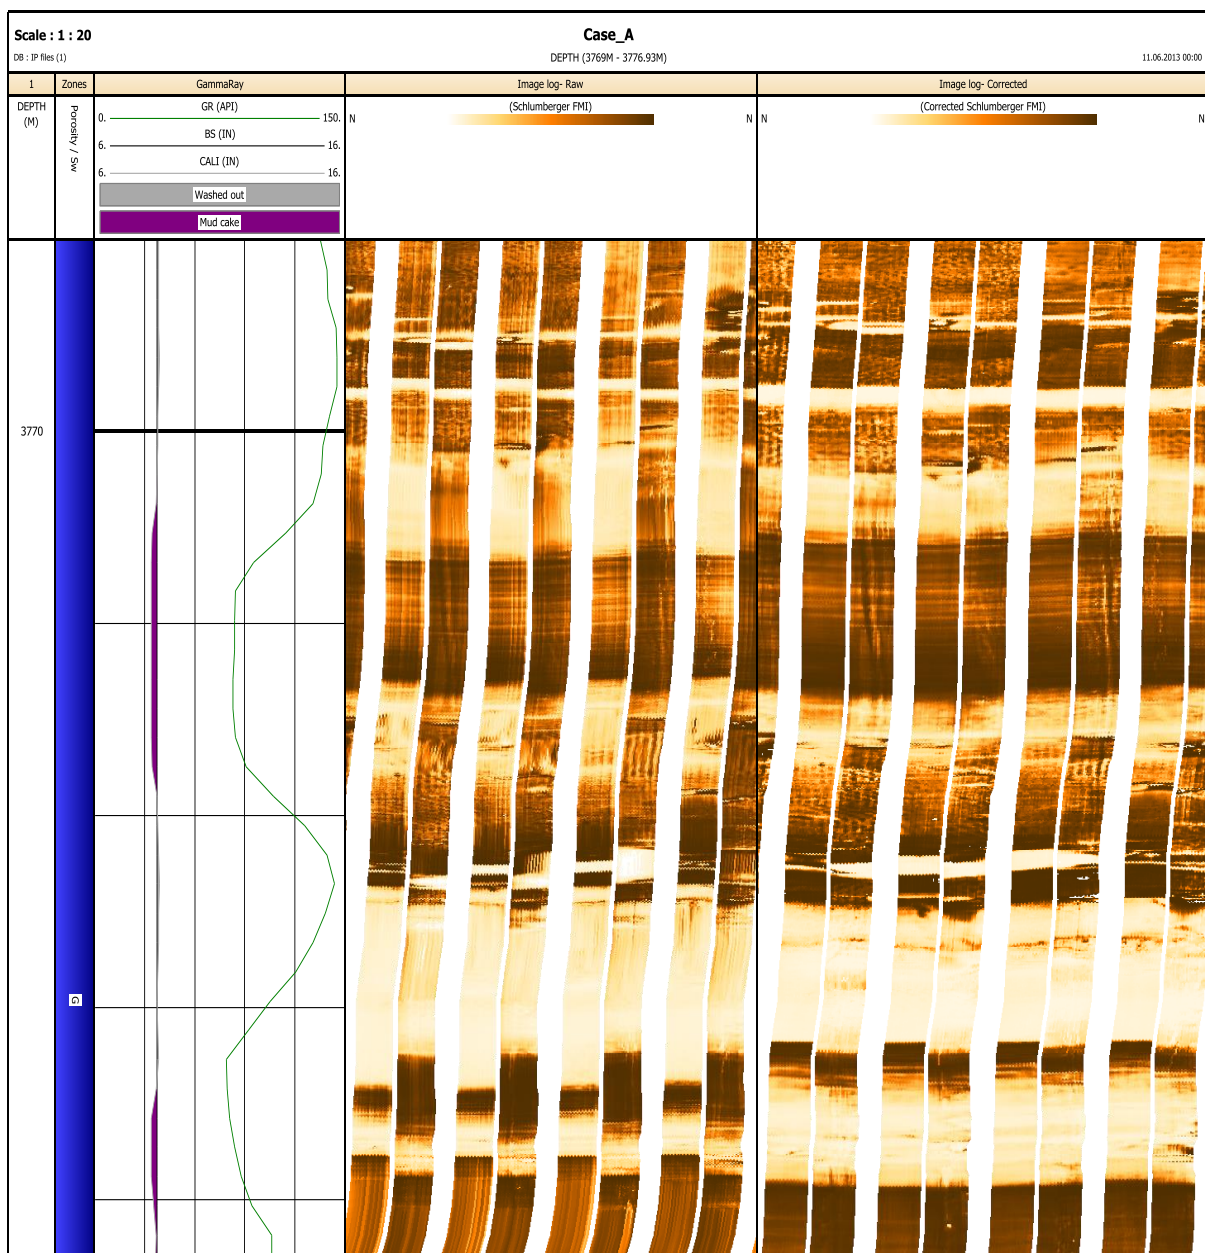 Scale : 1 : 20
Case_A
DB : IP files (1)
DEPTH (3769M - 3776.93M)
11.06.2013 00:00
1
Zones
GammaRay
Image log- Raw
Image log- Corrected
DEPTH
(M)
Porosity / Sw
GR (API)
0.
150.
BS (IN)
6.
16.
CALI (IN)
6.
16.
Washed out
Mud cake
(Schlumberger FMI)
N
N
(Corrected Schlumberger FMI)
N
N
3770
G